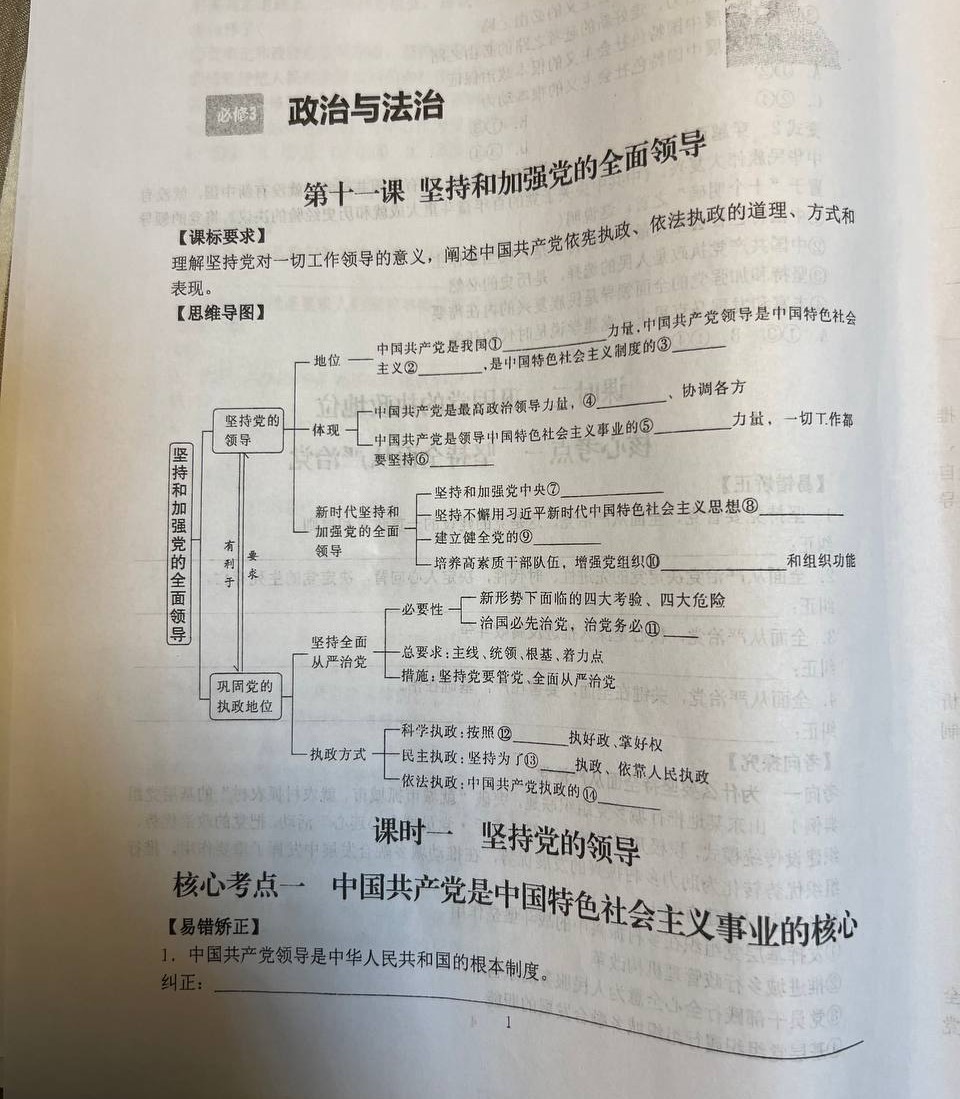 必修3 政治与法治
第十一课 坚持和加强党的全面领导
【课标要求】
理解坚持党对一切工作领导的意义，阐述中国共产党依宪执政、依法执政的道理、方式和
表现。
【思维导图】
坚持和加强党的全面领导
坚持党的
领导
地位
中国共产党是我国①________力量,中国共产党领导是中国特色社会
主义②________,是中国特色社会主义制度的③________
体现
中国共产党是最高政治领导力量，④________、协调各方
中国共产党是领导中国特色社会主义事业的⑤________力量，一切工作都
要坚持⑥________
新时代坚持和
加强党的全面
领导
坚持和加强党中央⑦________
坚持不懈用习近平新时代中国特色社会主义思想⑧________
建立健全党的⑨________
培养高素质干部队伍，增强党组织⑩________和组织功能
有利于
要求
巩固党的
执政地位
坚持全面
从严治党
必要性
新形势下面临的四大考验、四大危险
治国必先治党，治党务必⑪____
总要求:主线、统领、根基、着力点
措施:坚持党要管党、全面从严治党
执政方式
科学执政:按照⑫________执好政、掌好权
民主执政:坚持为了⑬____执政、依靠人民执政
依法执政:中国共产党执政的⑭________
课时一 坚持党的领导
核心考点一 中国共产党是中国特色社会主义事业的核心
【易错矫正】
1．中国共产党领导是中华人民共和国的根本制度。
纠正：________
1